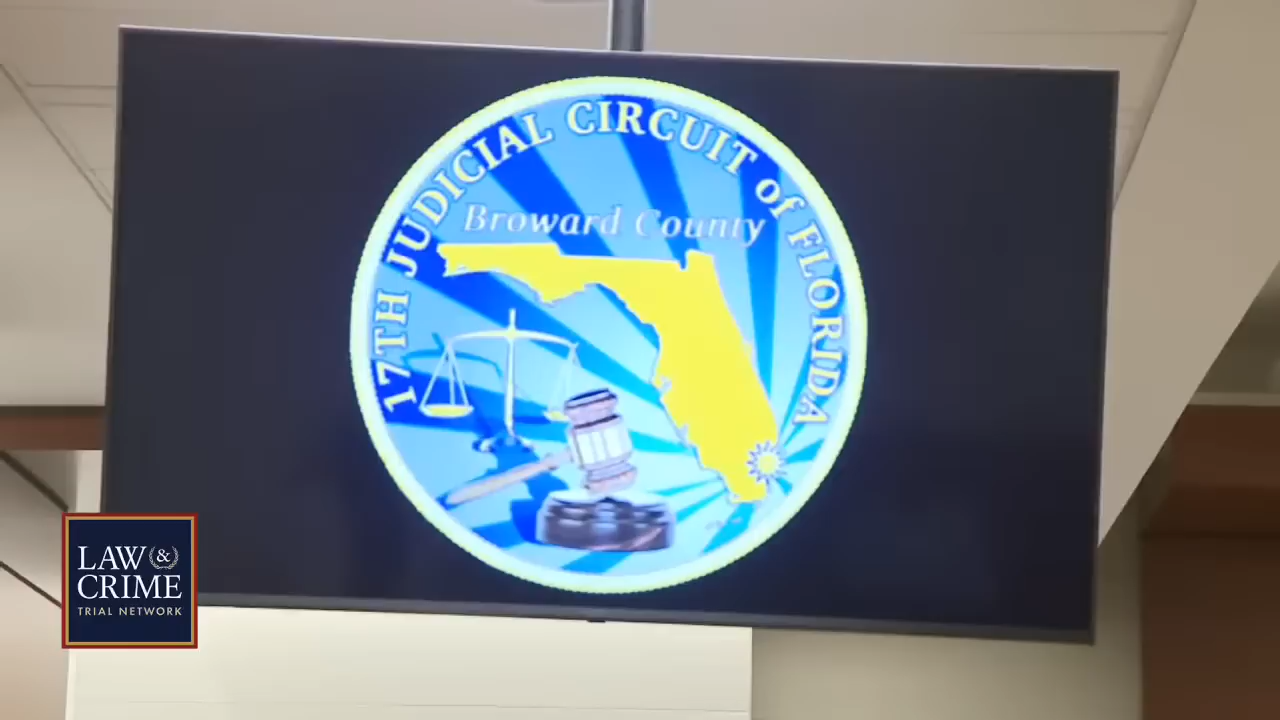 17TH JUDICIAL CIRCUIT of FLORIDA
Broward County
LAW &
CRIME
TRIAL NETWORK